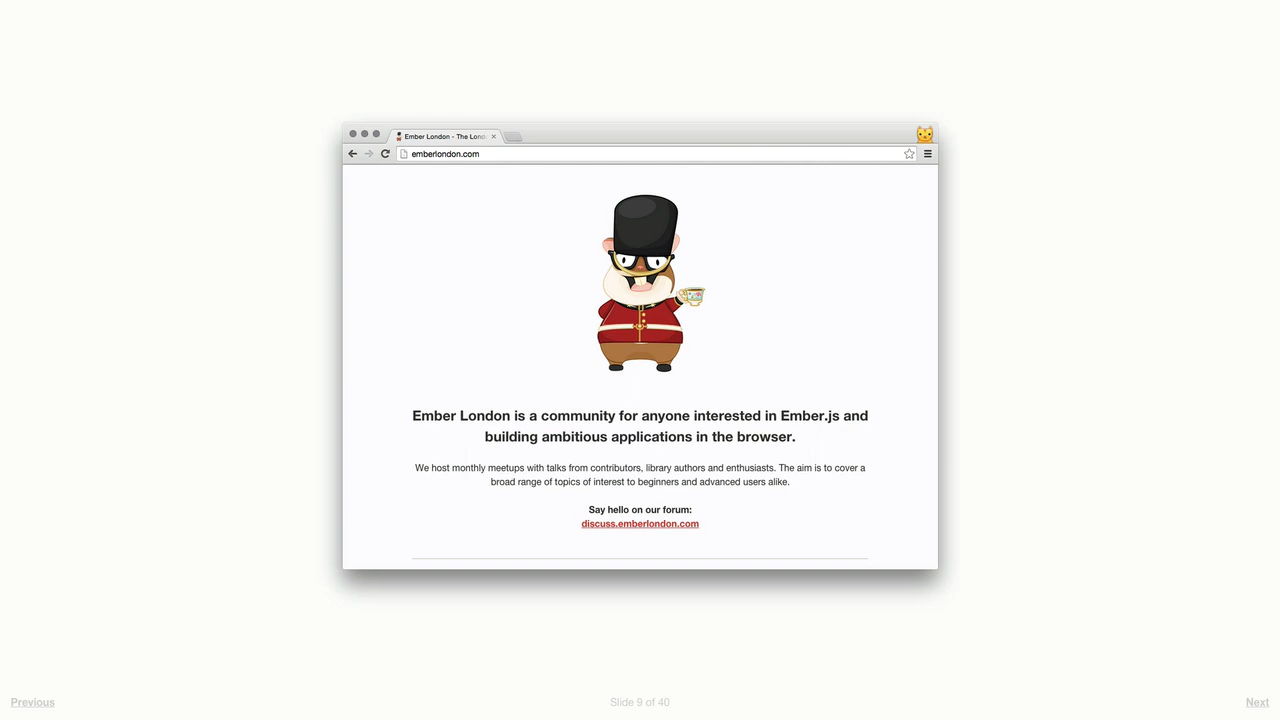 Ember London - The Lond
emberlondon.com
Ember London is a community for anyone interested in Ember.js and
building ambitious applications in the browser.
We host monthly meetups with talks from contributors, library authors and enthusiasts. The aim is to cover a
broad range of topics of interest to beginners and advanced users alike.
Say hello on our forum:
discuss.emberlondon.com
Previous
Slide 9 of 40
Next